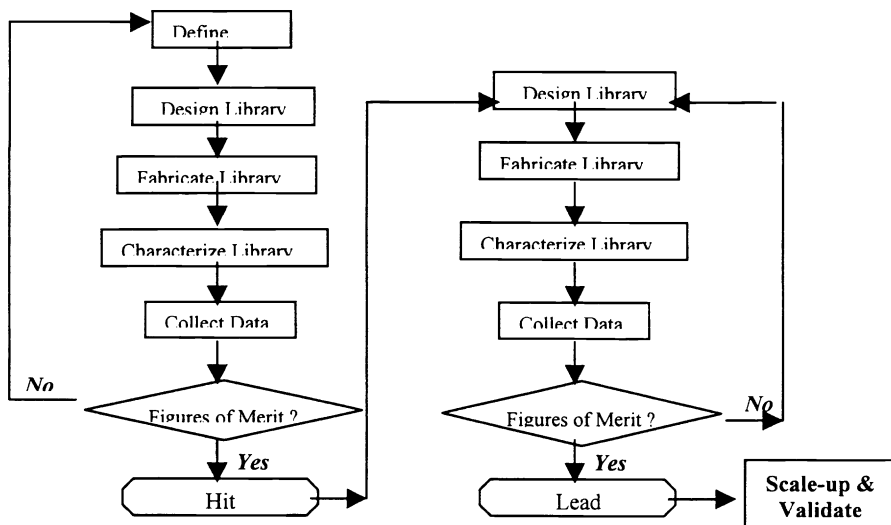 Define
Design Library
Fabricate Library
Characterize Library
Collect Data
No
Figures of Merit ?
Yes
Hit
Design Library
Fabricate Library
Characterize Library
Collect Data
Figures of Merit ?
No
Yes
Lead
Scale-up &
Validate